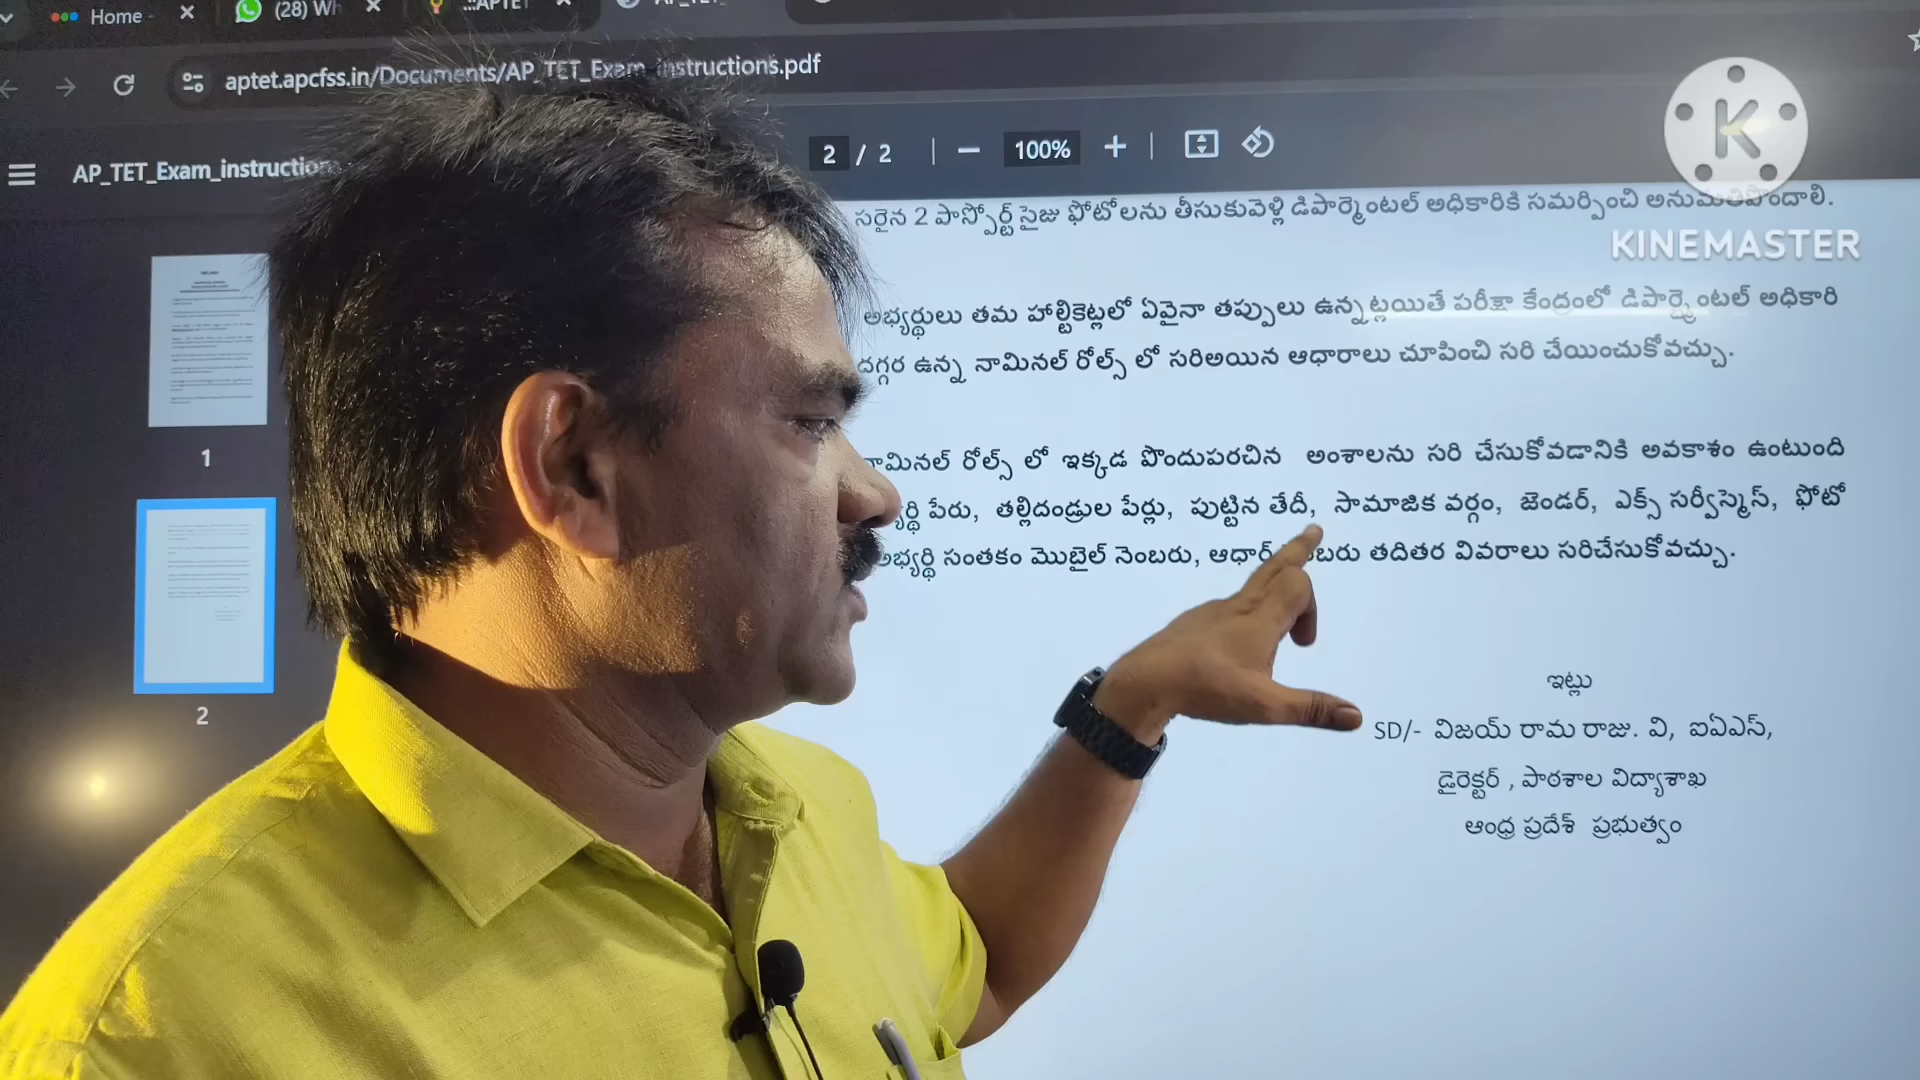 Home
(28) Wh
aptet.apcfss.in/Documents/AP_TET_Exam_instructions.pdf
AP_TET_Exam_instruction
2 / 2
100%
KINEMASTER
1
2
సరైన 2 పాస్పోర్ట్ సైజు ఫోటోలను తీసుకువెళ్లి డిపార్మెంటల్ అధికారికి సమర్పించి అనుమతిపొందాలి.
అభ్యర్థులు తమ హాల్టికెట్లలో ఏవైనా తప్పులు ఉన్నట్లయితే పరీక్షా కేంద్రంలో డిపార్ట్మెంటల్ అధికారి
దగ్గర ఉన్న నామినల్ రోల్స్ లో సరిఅయిన ఆధారాలు చూపించి సరి చేయించుకోవచ్చు.
నామినల్ రోల్స్ లో ఇక్కడ పొందుపరచిన అంశాలను సరి చేసుకోవడానికి అవకాశం ఉంటుంది
పేరు, తల్లిదండ్రుల పేర్లు, పుట్టిన తేదీ, సామాజిక వర్గం, జెండర్, ఎక్స్ సర్వీస్మెన్, ఫోటో
అభ్యర్థి సంతకం మొబైల్ నెంబరు, ఆధార్ నెంబరు తదితర వివరాలు సరిచేసుకోవచ్చు.
ఇట్లు
SD/- విజయ్ రామ రాజు. వి, ఐఏఎస్,
డైరెక్టర్ , పాఠశాల విద్యాశాఖ
ఆంధ్ర ప్రదేశ్ ప్రభుత్వం